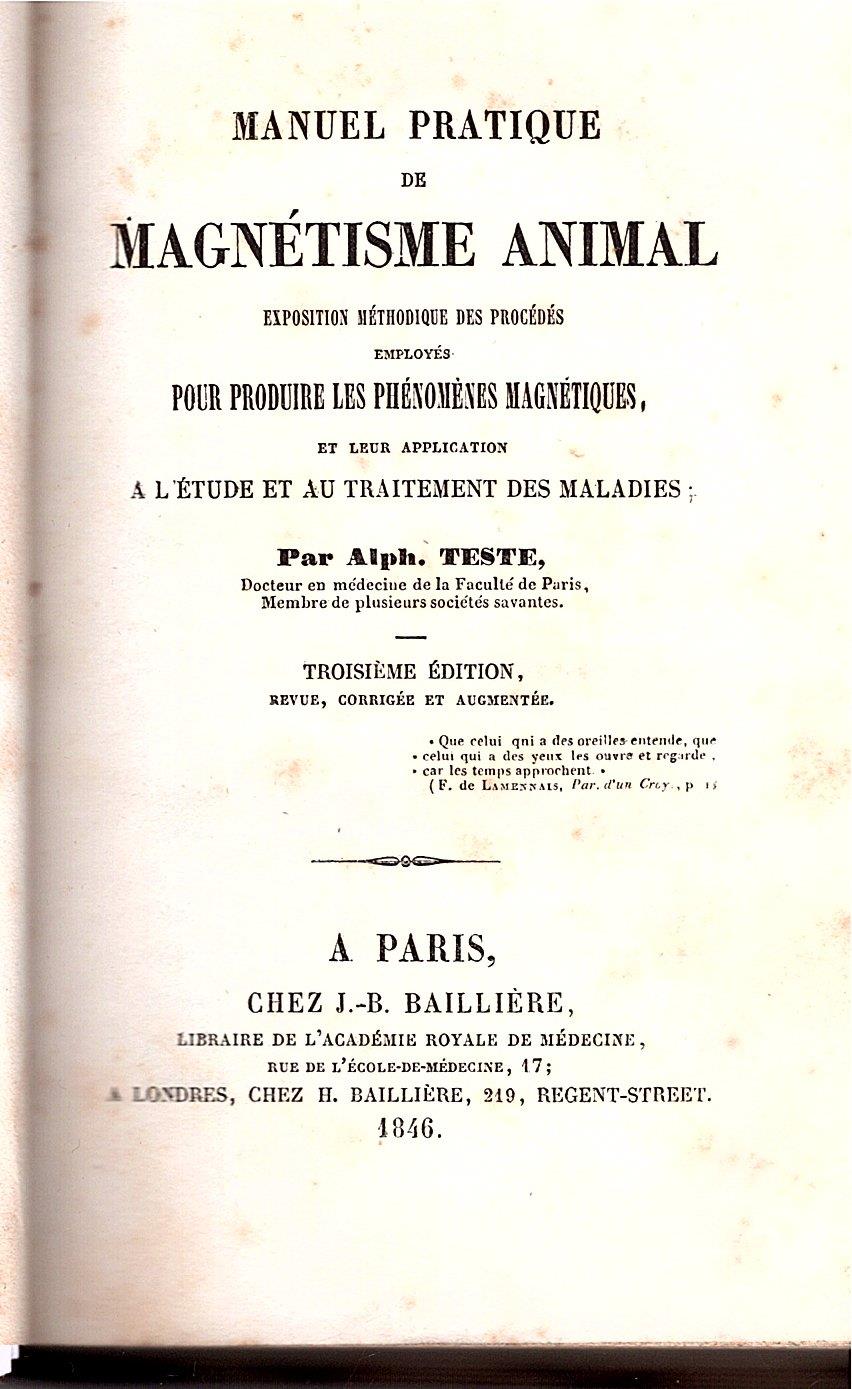 MANUEL PRATIQUE
DE
MAGNÉTISME ANIMAL
EXPOSITION MÉTHODIQUE DES PROCÉDÉS
EMPLOYÉS
POUR PRODUIRE LES PHÉNOMÈNES MAGNÉTIQUES,
ET LEUR APPLICATION
A L'ÉTUDE ET AU TRAITEMENT DES MALADIES ;
Par Alph. TESTE,
Docteur en médecine de la Faculté de Paris,
Membre de plusieurs sociétés savantes.
TROISIÈME ÉDITION,
REVUE, CORRIGÉE ET AUGMENTÉE.
« Que celui qui a des oreilles entende, que
» celui qui a des yeux les ouvre et regarde,
» car les temps approchent. »
(F. de LAMENNAIS, Par. d'un Croy., p
A PARIS,
CHEZ J.-B. BAILLIÈRE,
LIBRAIRE DE L'ACADÉMIE ROYALE DE MÉDECINE,
RUE DE L'ÉCOLE-DE-MÉDECINE, 17;
A LONDRES, CHEZ H. BAILLIÈRE, 219, REGENT-STREET.
1846.